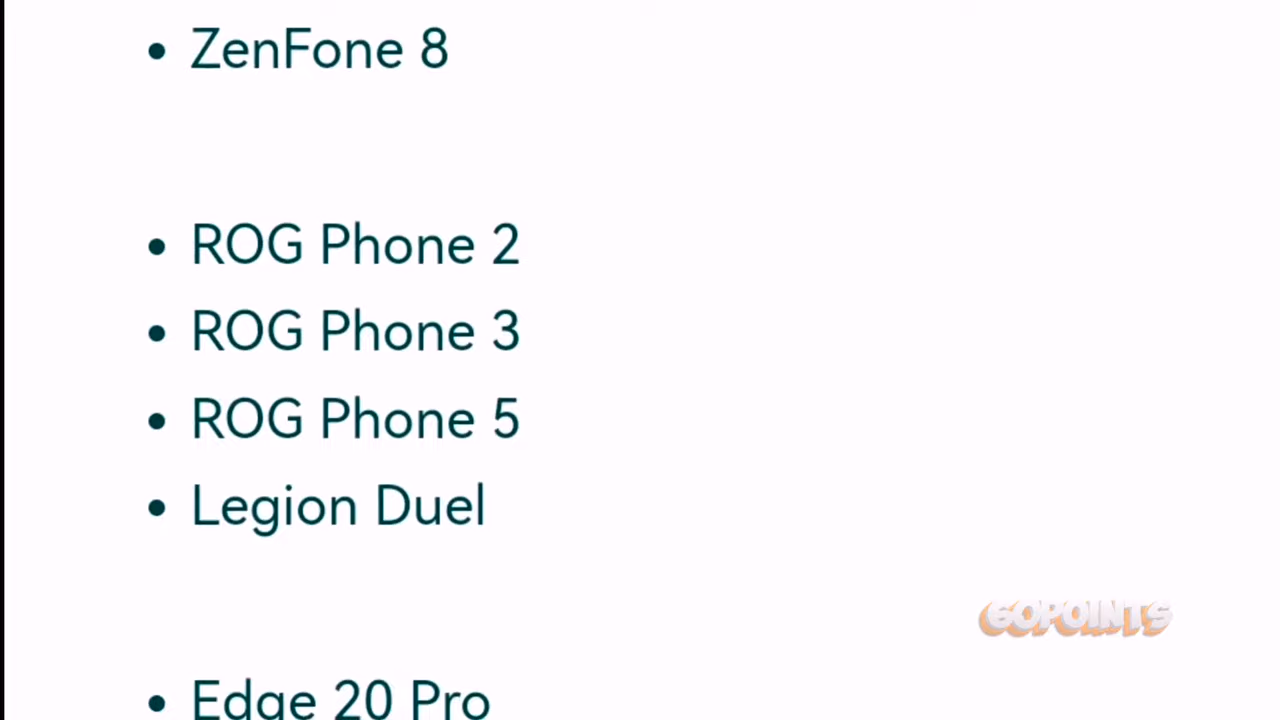 • ZenFone 8
• ROG Phone 2
• ROG Phone 3
• ROG Phone 5
• Legion Duel
GOPOINTS
• Edge 20 Pro